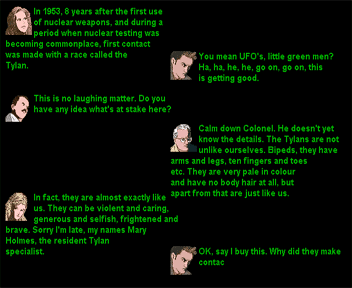 In 1953, 8 years after the first use
of nuclear weapons, and during a
period when nuclear testing was
becoming commonplace, first contact
was made with a race called the
Tylan.
You mean UFO's, little green men?
Ha, ha, he, he, go on, go on, this
is getting good.
This is no laughing matter. Do you
have any idea what's at stake here?
Calm down Colonel. He doesn't yet
know the details. The Tylans are not
unlike ourselves. Bipeds, they have
arms and legs, ten fingers and toes
etc. They are very pale in colour
and have no body hair at all, but
apart from that are just like us.
In fact, they are almost exactly like
us. They can be violent and caring,
generous and selfish, frightened and
brave. Sorry I'm late, my names Mary
Holmes, the resident Tylan
specialist.
OK, say I buy this. Why did they make
contac